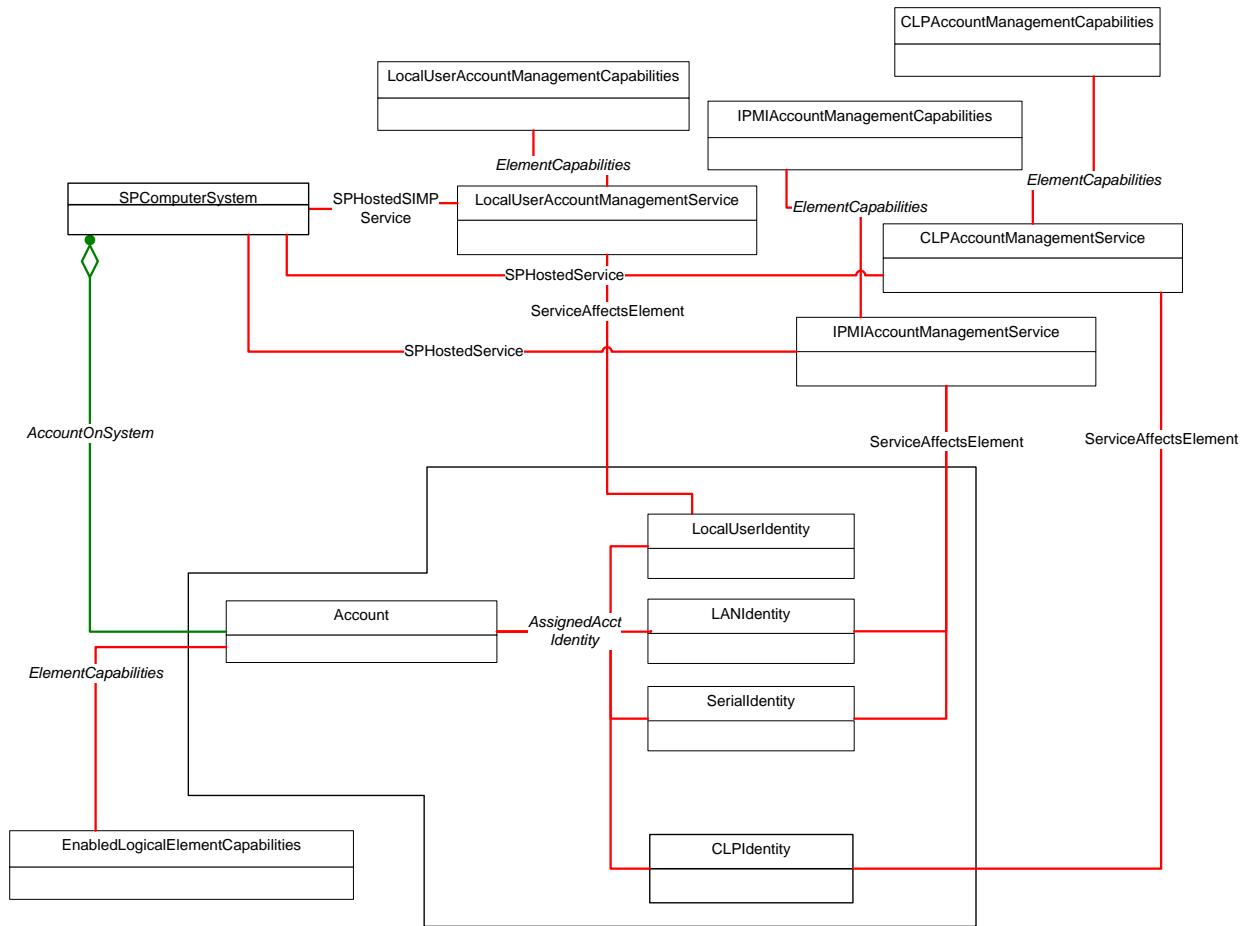 CLPAccountManagementCapabilities
LocalUserAccountManagementCapabilities
IPMIAccountManagementCapabilities
ElementCapabilities
ElementCapabilities
SPComputerSystem
SPHostedSIMP
Service
LocalUserAccountManagementService
ElementCapabilities
CLPAccountManagementService
SPHostedService
ServiceAffectsElement
IPMIAccountManagementService
SPHostedService
AccountOnSystem
ServiceAffectsElement
ServiceAffectsElement
LocalUserIdentity
Account
AssignedAcct
Identity
LANIdentity
ElementCapabilities
SerialIdentity
EnabledLogicalElementCapabilities
CLPIdentity